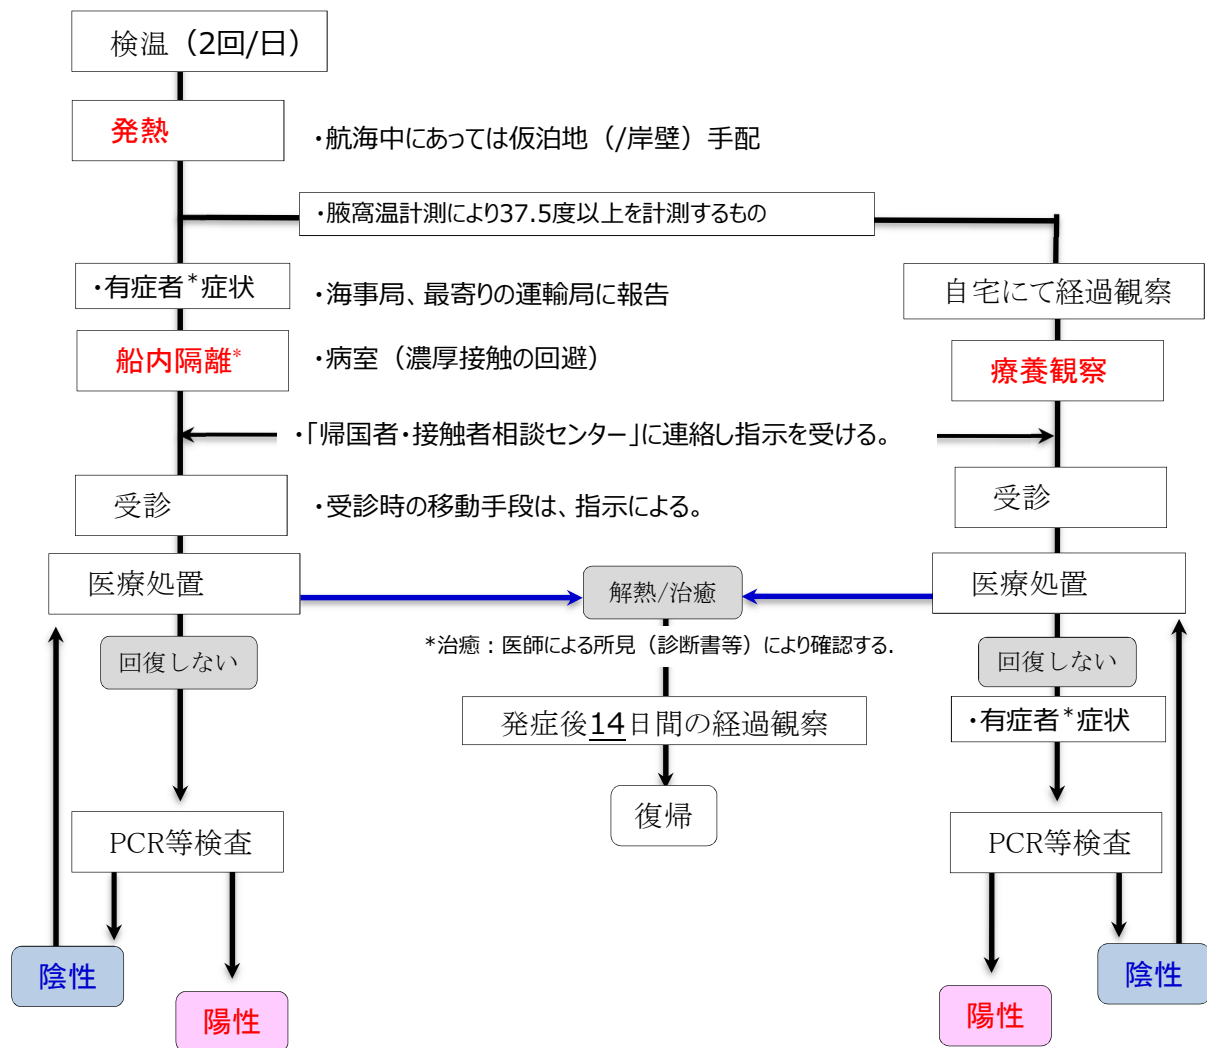 検温（2回/日）
発熱
・航海中にあっては仮泊地（/岸壁）手配
・腋窩温計測により37.5度以上を計測するもの
・有症者*症状
・海事局、最寄りの運輸局に報告
自宅にて経過観察
船内隔離*
・病室（濃厚接触の回避）
療養観察
・「帰国者・接触者相談センター」に連絡し指示を受ける。
受診
・受診時の移動手段は、指示による。
受診
医療処置
解熱/治癒
医療処置
*治癒：医師による所見（診断書等）により確認する.
回復しない
回復しない
発症後14日間の経過観察
・有症者*症状
復帰
PCR等検査
PCR等検査
陰性
陽性
陽性
陰性